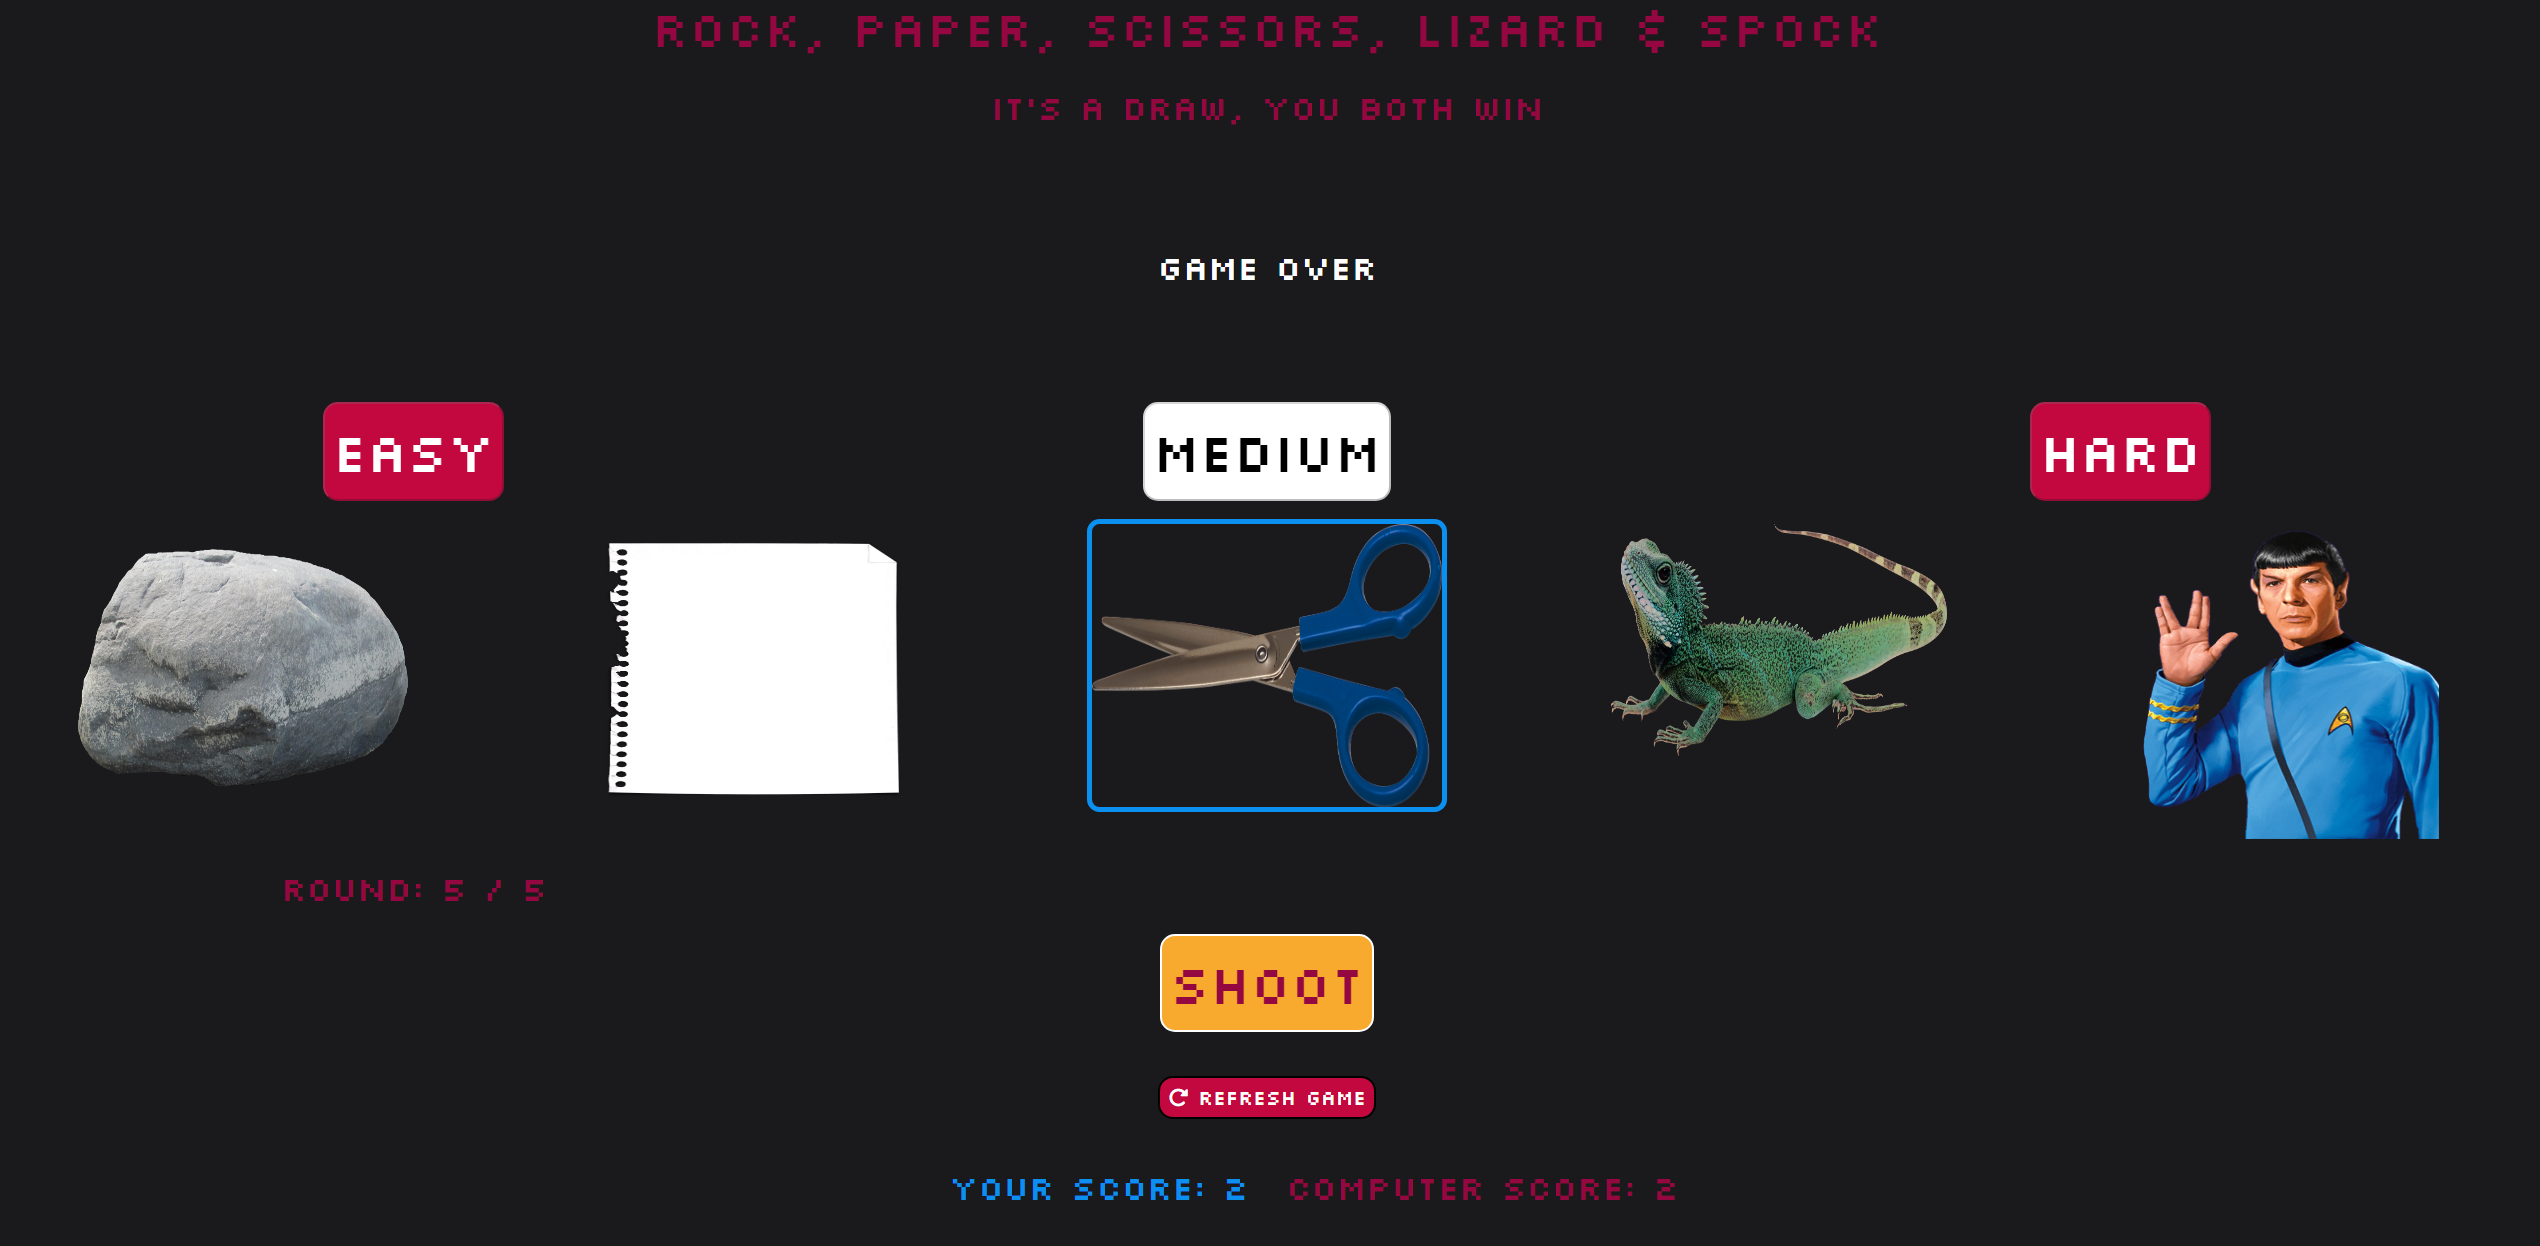 ROCK, PAPER, SCISSORS, LIZARD & SPOCK
IT'S A DRAW, YOU BOTH WIN
GAME OVER
EASY
MEDIUM
HARD
ROUND: 5 / 5
SHOOT
REFRESH GAME
YOUR SCORE: 2 COMPUTER SCORE: 2